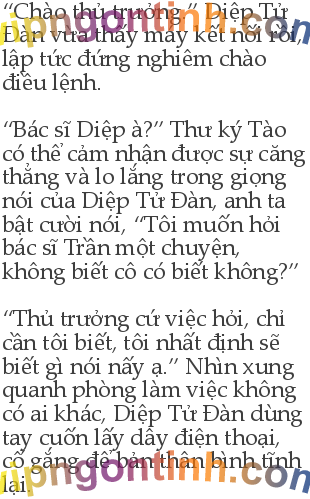 “Chào thủ trưởng.” Diệp Tử
Đàn vừa thấy máy kết nối rồi,
lập tức đứng nghiêm chào
điều lệnh.
“Bác sĩ Diệp à?” Thư ký Tào
có thể cảm nhận được sự căng
thẳng và lo lắng trong giọng
nói của Diệp Tử Đàn, anh ta
bật cười nói, “Tôi muốn hỏi
bác sĩ Trần một chuyện,
không biết cô có biết không?”
“Thủ trưởng cứ việc hỏi, chỉ
cần tôi biết, tôi nhất định sẽ
biết gì nói nấy ạ.” Nhìn xung
quanh phòng làm việc không
có ai khác, Diệp Tử Đàn dùng
tay cuốn lấy dây điện thoại,
cố gắng để bản thân bình tĩnh
lại.